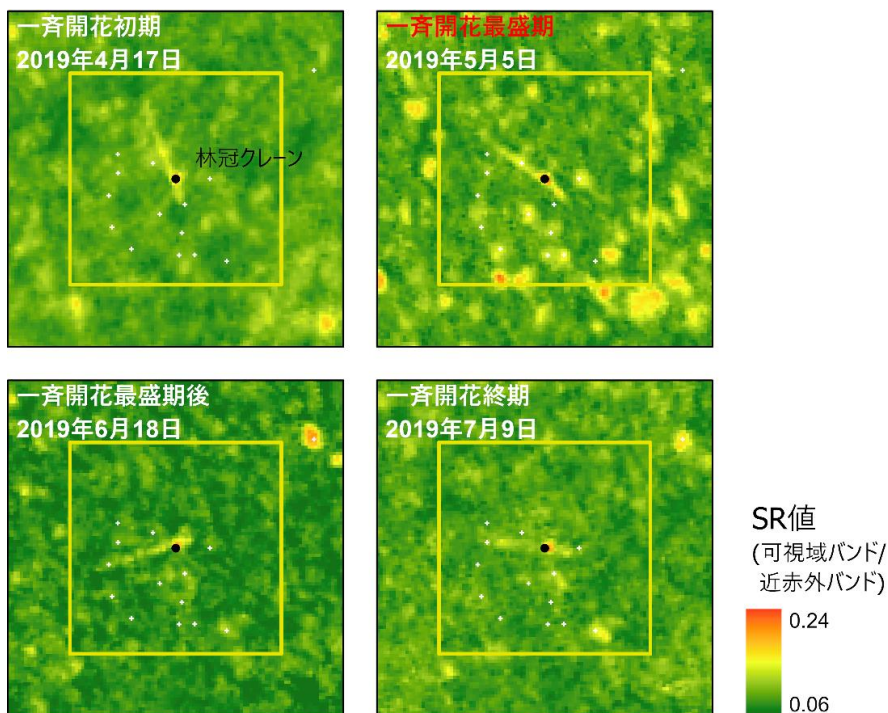 一斉開花初期
2019年4月17日
林冠クレーン
一斉開花最盛期
2019年5月5日
一斉開花最盛期後
2019年6月18日
一斉開花終期
2019年7月9日
SR値
(可視域バンド/
近赤外バンド)
0.24
0.06